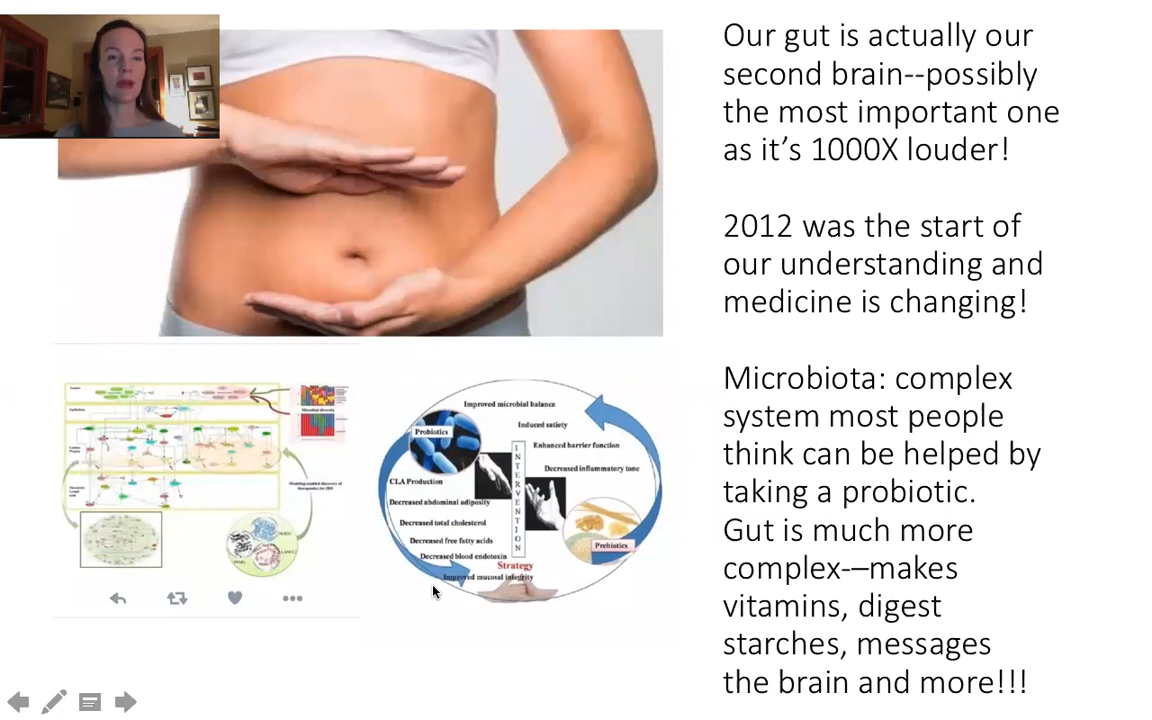 Our gut is actually our
second brain--possibly
the most important one
as it's 1000X louder!
2012 was the start of
our understanding and
medicine is changing!
Microbiota: complex
system most people
think can be helped by
taking a probiotic.
Gut is much more
complex-–makes
vitamins, digest
starches, messages
the brain and more!!!
Improved microbial balance
Induced satiety
Probiotics
Enhanced barrier function
Decreased inflammatory tone
CLA Production
Decreased abdominal adiposity
Decreased total cholesterol
Decreased free fatty acids
Decreased blood endotoxin
INTERVENTION
Prebiotics
Strategy
Improved mucosal integrity
Microbial diversity